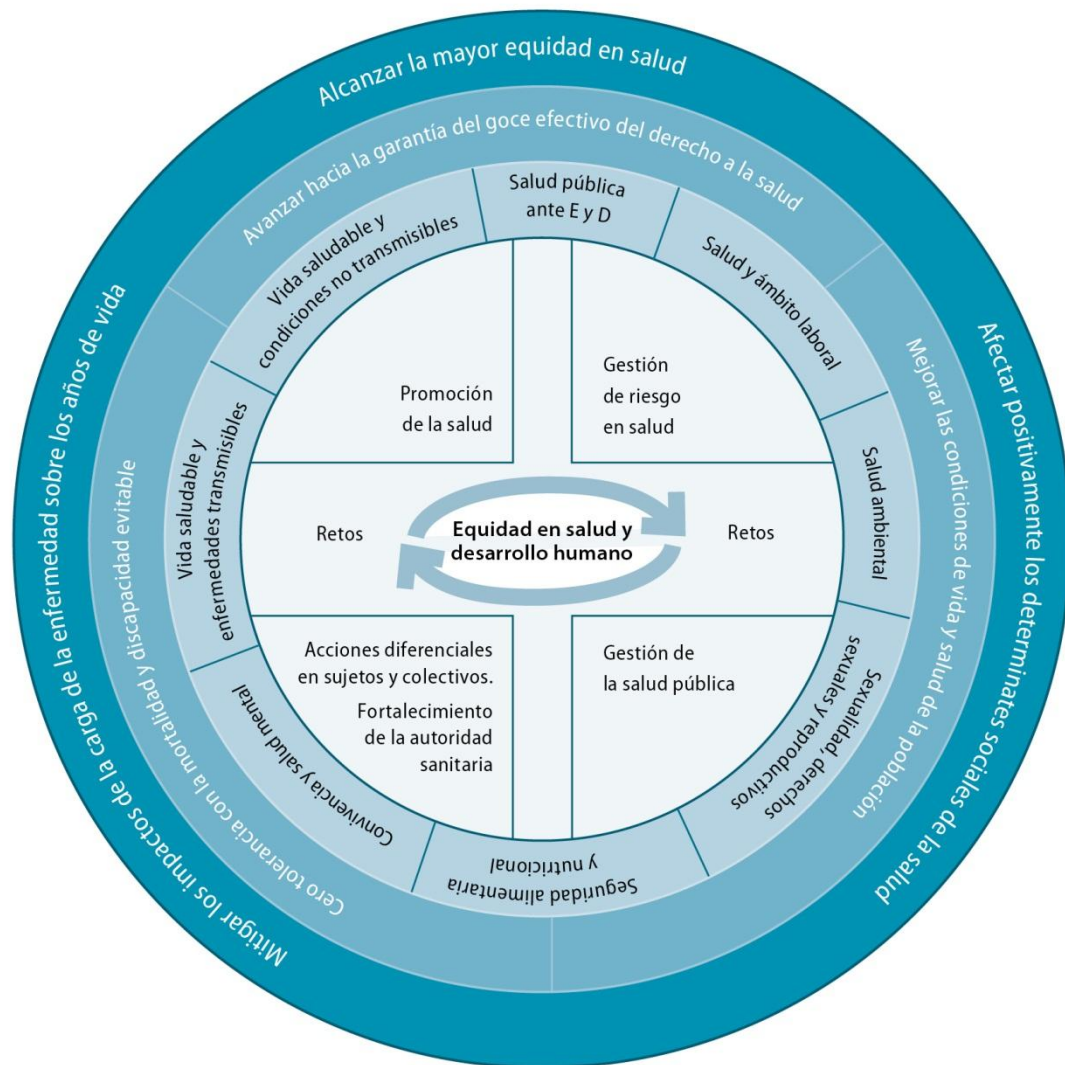 Alcanzar la mayor equidad en salud
Afectar positivamente los determinates sociales de la salud
Mitigar los impactos de la carga de la enfermedad sobre los años de vida
Avanzar hacia la garantía del goce efectivo del derecho a la salud
Mejorar las condiciones de vida y salud de la población
Cero tolerancia con la mortalidad y discapacidad evitable
Salud pública
ante E y D
Salud y ámbito laboral
Salud ambiental
Sexualidad, derechos
sexuales y reproductivos
Seguridad alimentaria
y nutricional
Convivencia y salud mental
Vida saludable y
enfermedades transmisibles
Vida saludable y
condiciones no transmisibles
Promoción
de la salud
Gestión
de riesgo
en salud
Retos
Equidad en salud y
desarrollo humano
Retos
Acciones diferenciales
en sujetos y colectivos.
Fortalecimiento
de la autoridad
sanitaria
Gestión de
la salud pública